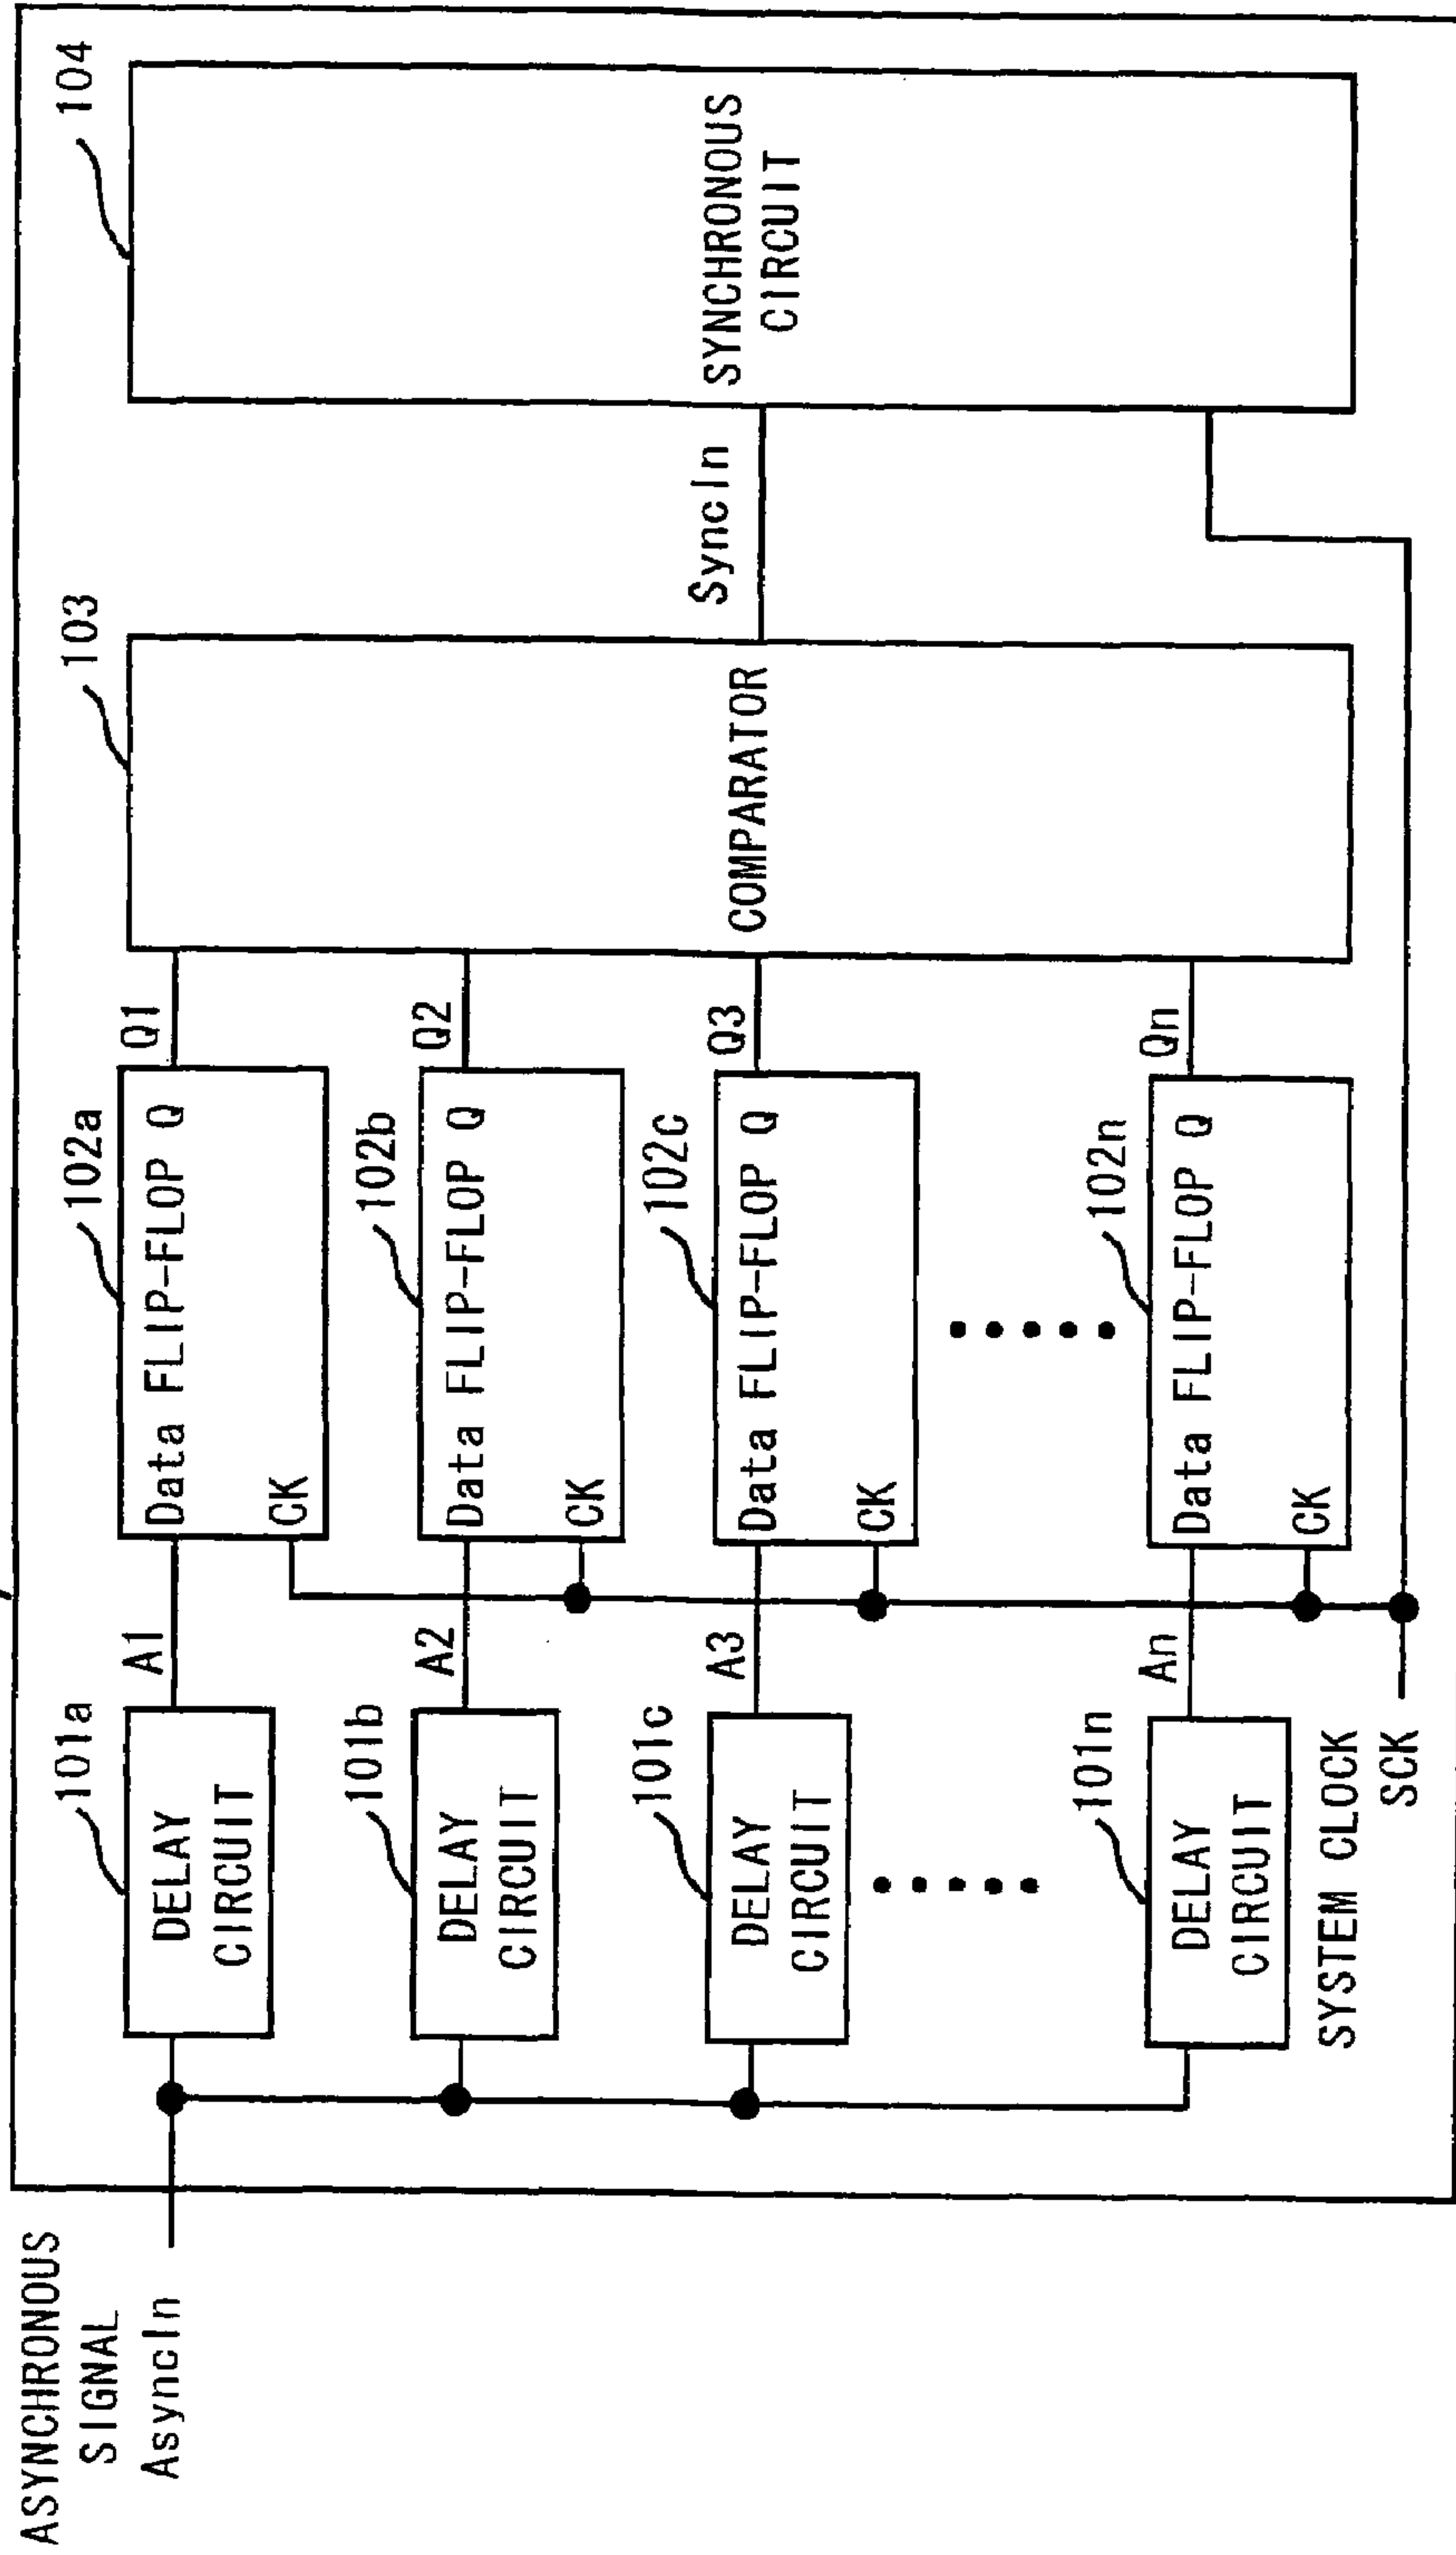 ASYNCHRONOUS
SIGNAL
AsyncIn
101a
DELAY
CIRCUIT
A1
102a
Data FLIP-FLOP Q
CK
Q1
101b
DELAY
CIRCUIT
A2
102b
Data FLIP-FLOP Q
CK
Q2
101c
DELAY
CIRCUIT
A3
102c
Data FLIP-FLOP Q
CK
Q3
101n
DELAY
CIRCUIT
An
102n
Data FLIP-FLOP Q
CK
Qn
SYSTEM CLOCK
SCK
103
COMPARATOR
SyncIn
104
SYNCHRONOUS
CIRCUIT